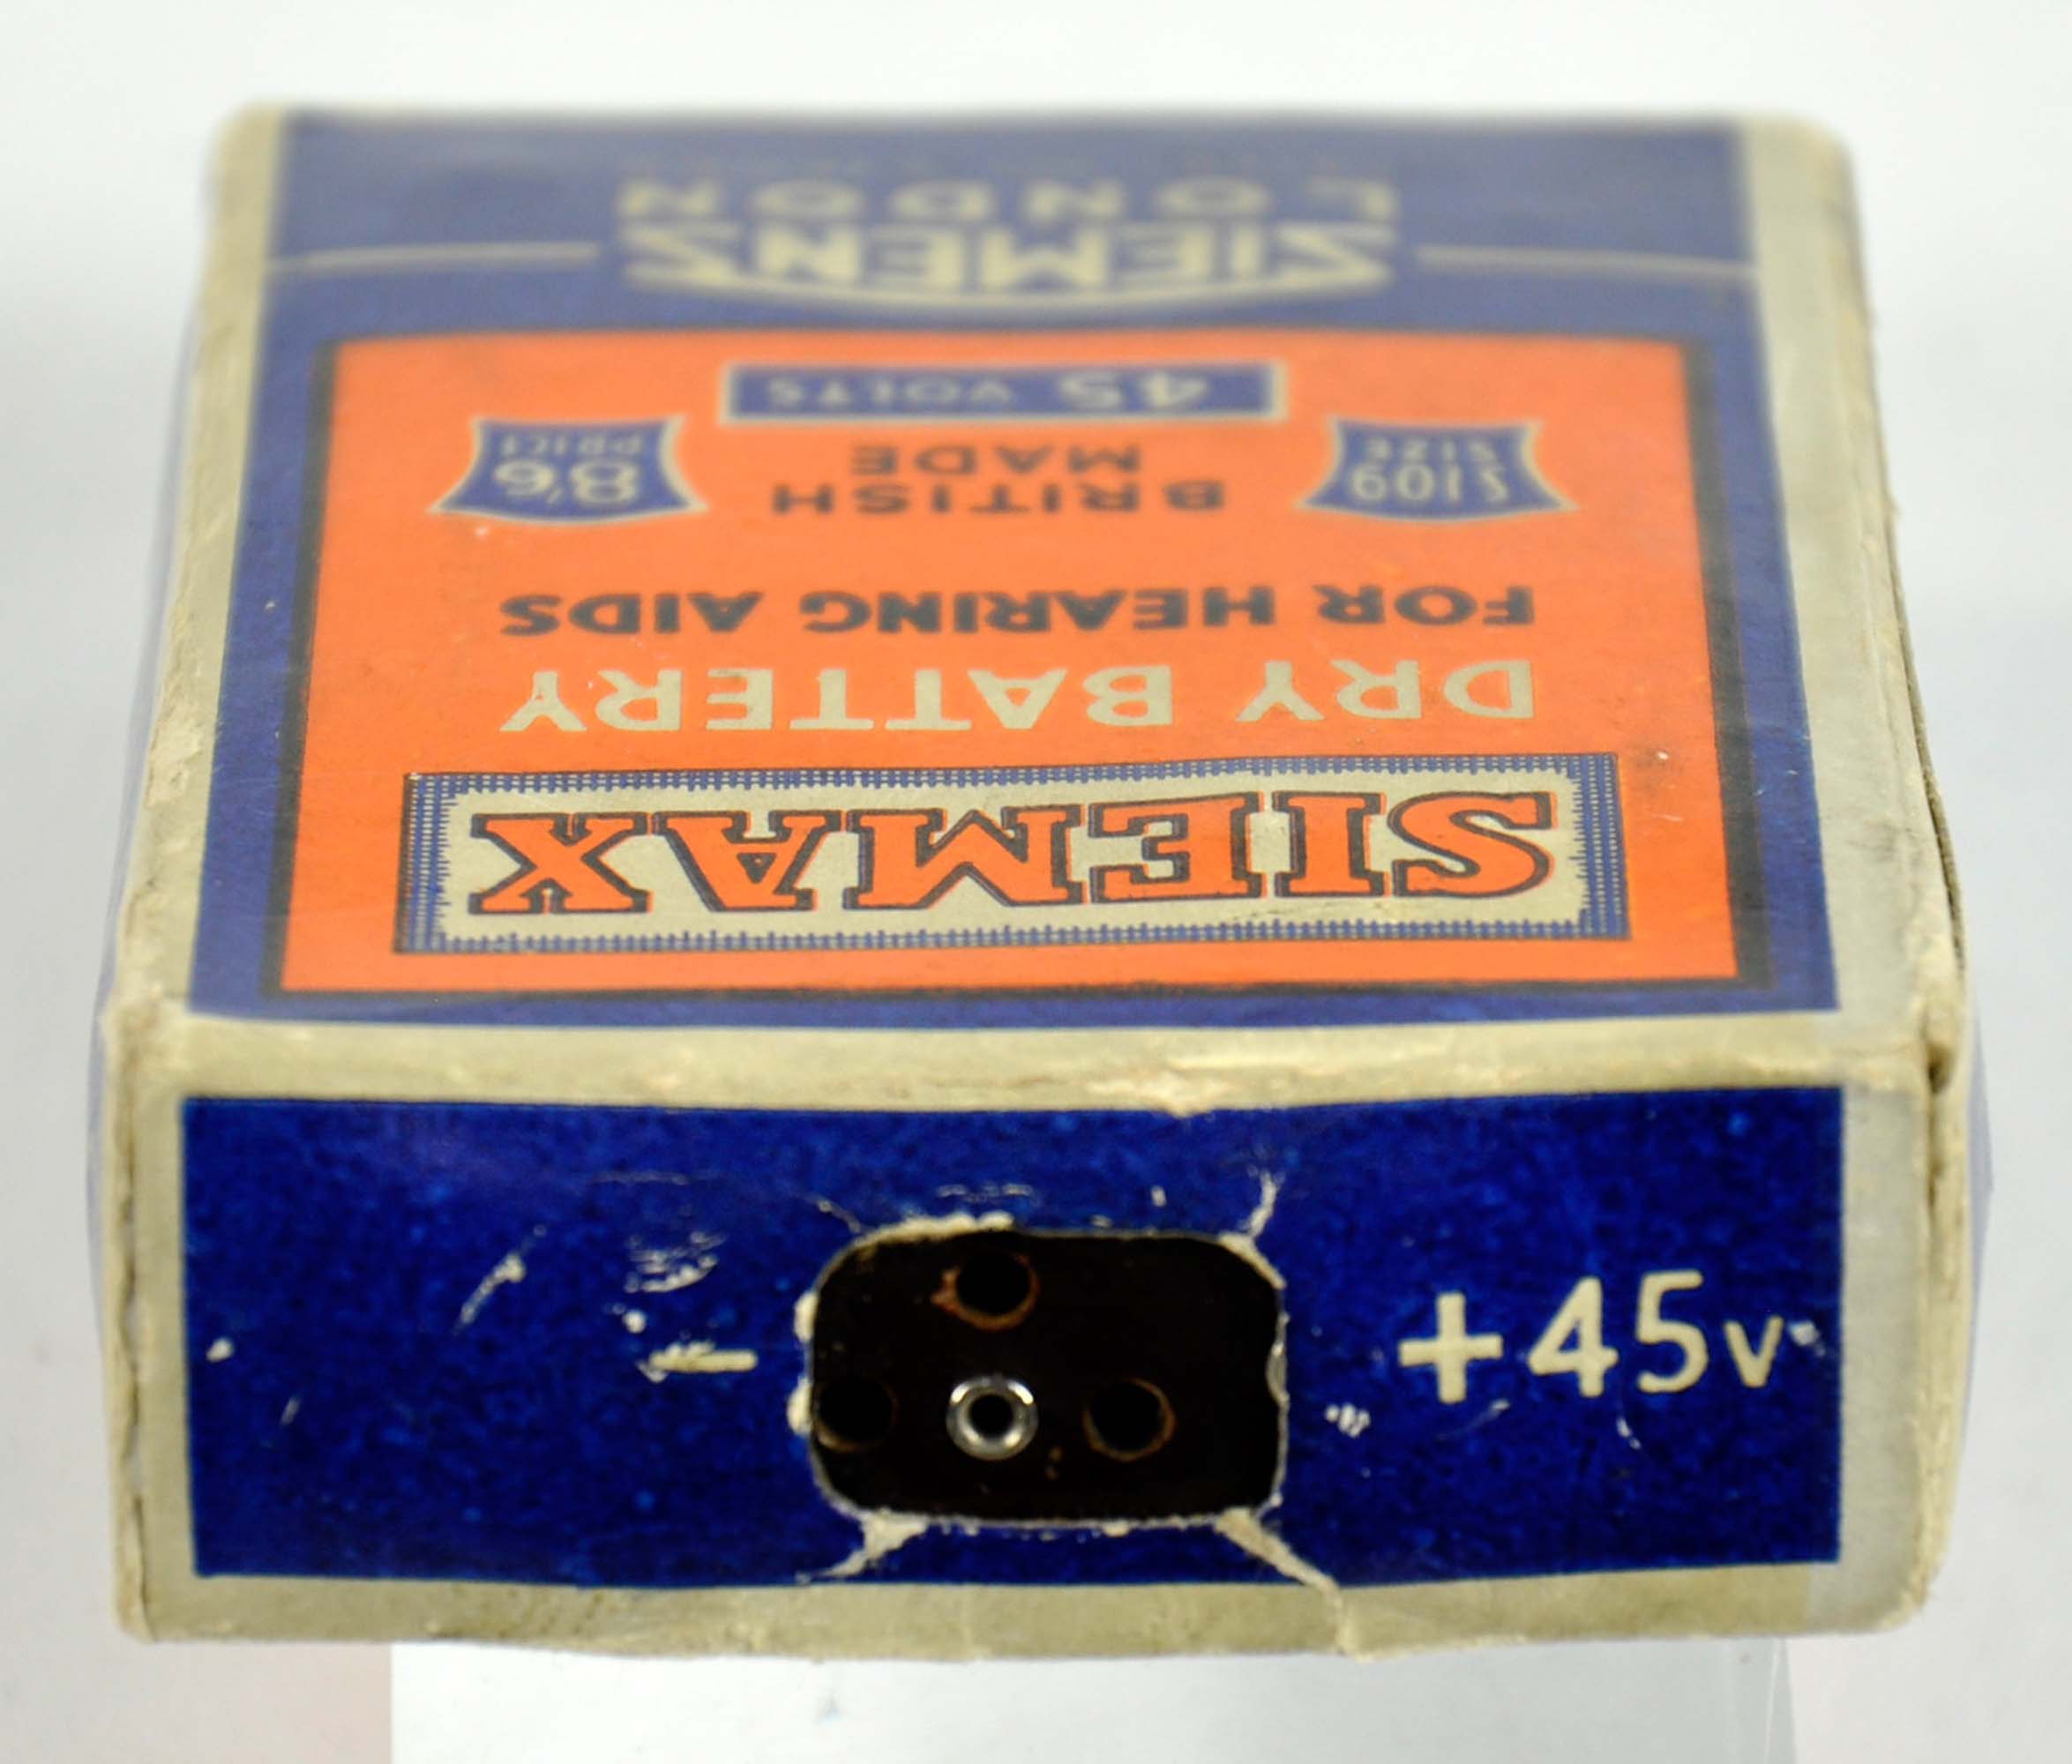 SIEMAX
DRY BATTERY
FOR HEARING AIDS
BRITISH
MADE
S109
SIZE
8'6
PRICE
45 VOLTS
SIEMENS
LONDON
- +45v